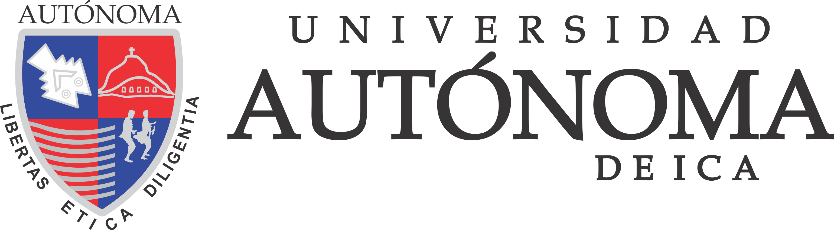 AUTÓNOMA
LIBERTAS ETICA DILIGENTIA
UNIVERSIDAD
AUTÓNOMA
DEICA